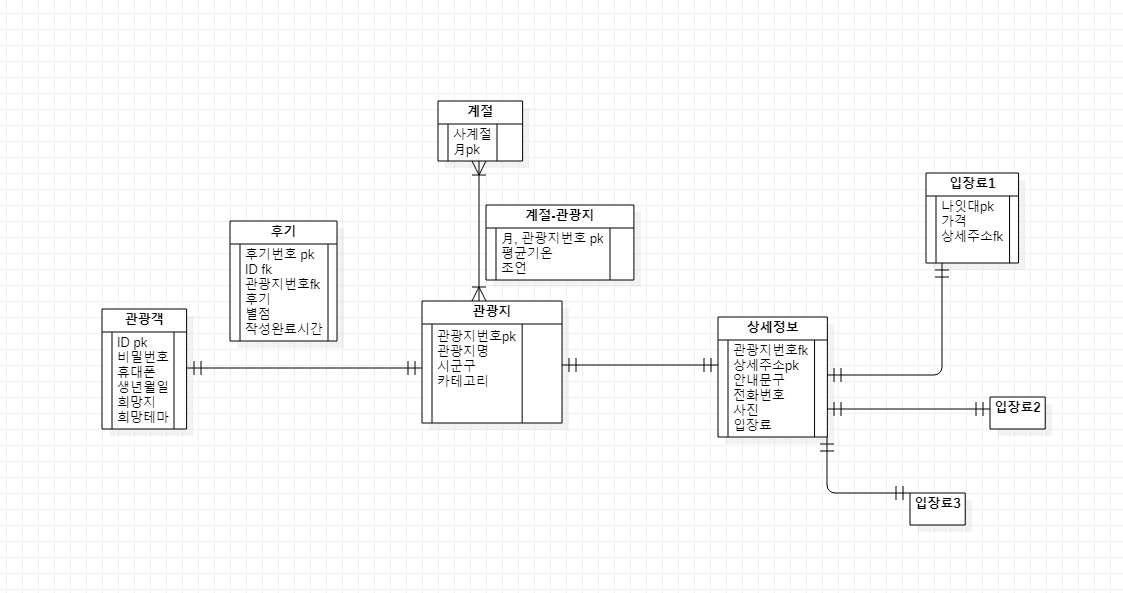 계절
사계절
月pk
계절-관광지
月, 관광지번호 pk
평균기온
조언
후기
후기번호 pk
ID fk
관광지번호fk
후기
별점
작성완료시간
관광객
ID pk
비밀번호
휴대폰
생년월일
희망지
희망테마
관광지
관광지번호pk
관광지명
시군구
카테고리
상세정보
관광지번호fk
상세주소pk
안내문구
전화번호
사진
입장료
입장료1
나잇대pk
가격
상세주소fk
입장료2
입장료3